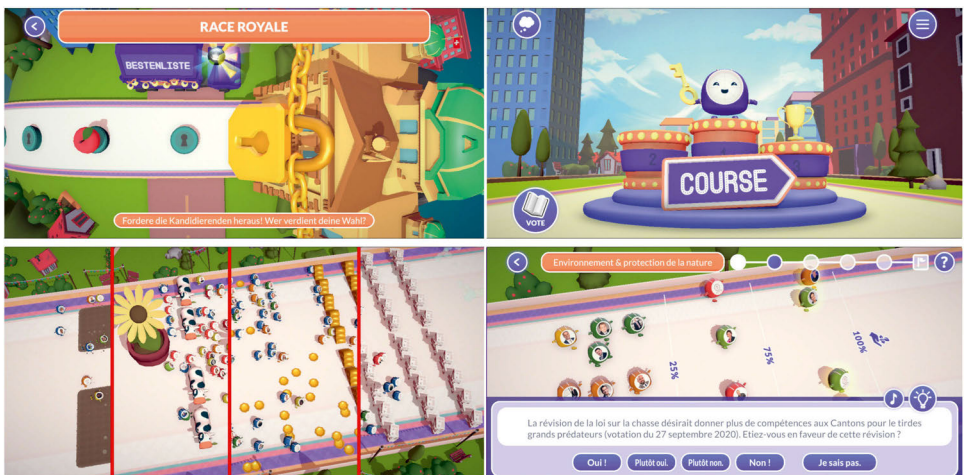 RACE ROYALE
BESTENLISTE
Fordere die Kandidierenden heraus! Wer verdient deine Wahl?
2
COURSE
VOTE
Environnement & protection de la nature
?
25%
75%
100%
La révision de la loi sur la chasse désirait donner plus de compétences aux Cantons pour le tirdes
grands prédateurs (votation du 27 septembre 2020). Etiez-vous en faveur de cette révision ?
Oui !
Plutôt oui.
Plutôt non.
Non !
Je sais pas.